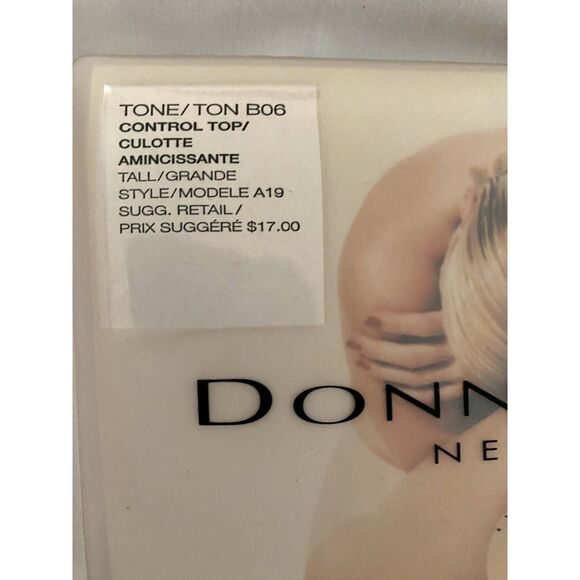 TONE/TON B06
CONTROL TOP/
CULOTTE
AMINCISSANTE
TALL/GRANDE
STYLE/MODELE A19
SUGG. RETAIL/
PRIX SUGGÉRÉ $17.00
DONN
NE